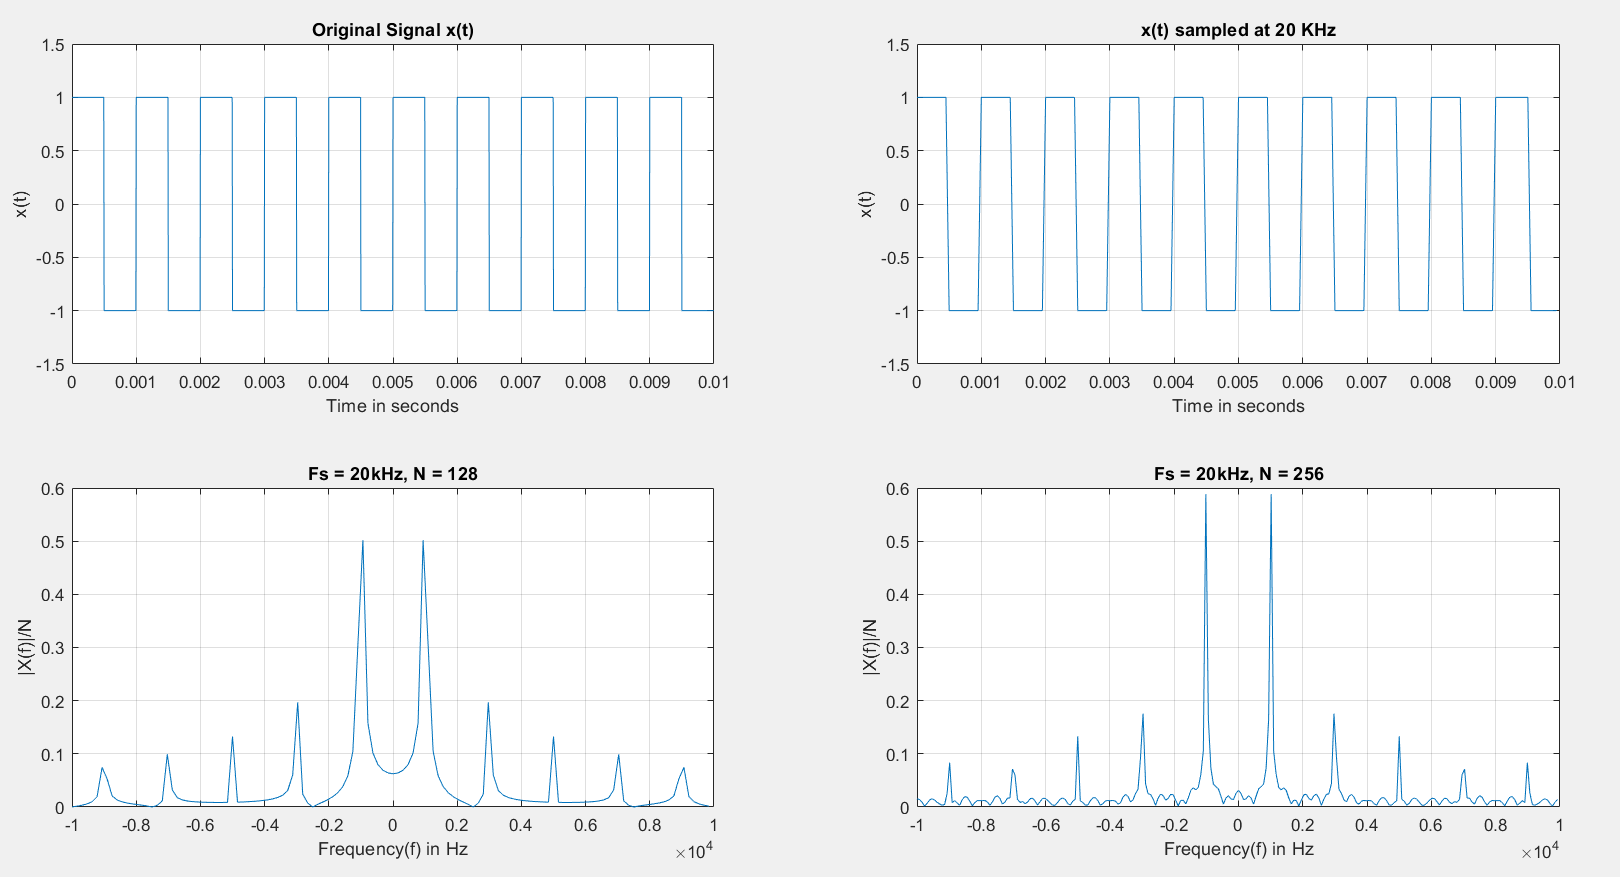 Original Signal x(t)
1.5
1
0.5
0
-0.5
-1
-1.5
x(t)
0 0.001 0.002 0.003 0.004 0.005 0.006 0.007 0.008 0.009 0.01
Time in seconds
x(t) sampled at 20 KHz
1.5
1
0.5
0
-0.5
-1
-1.5
x(t)
0 0.001 0.002 0.003 0.004 0.005 0.006 0.007 0.008 0.009 0.01
Time in seconds
Fs = 20kHz, N = 128
0.6
0.5
0.4
0.3
0.2
0.1
0
|X(f)|/N
-1 -0.8 -0.6 -0.4 -0.2 0 0.2 0.4 0.6 0.8 1
Frequency(f) in Hz
×10⁴
Fs = 20kHz, N = 256
0.6
0.5
0.4
0.3
0.2
0.1
0
|X(f)|/N
-1 -0.8 -0.6 -0.4 -0.2 0 0.2 0.4 0.6 0.8 1
Frequency(f) in Hz
×10⁴